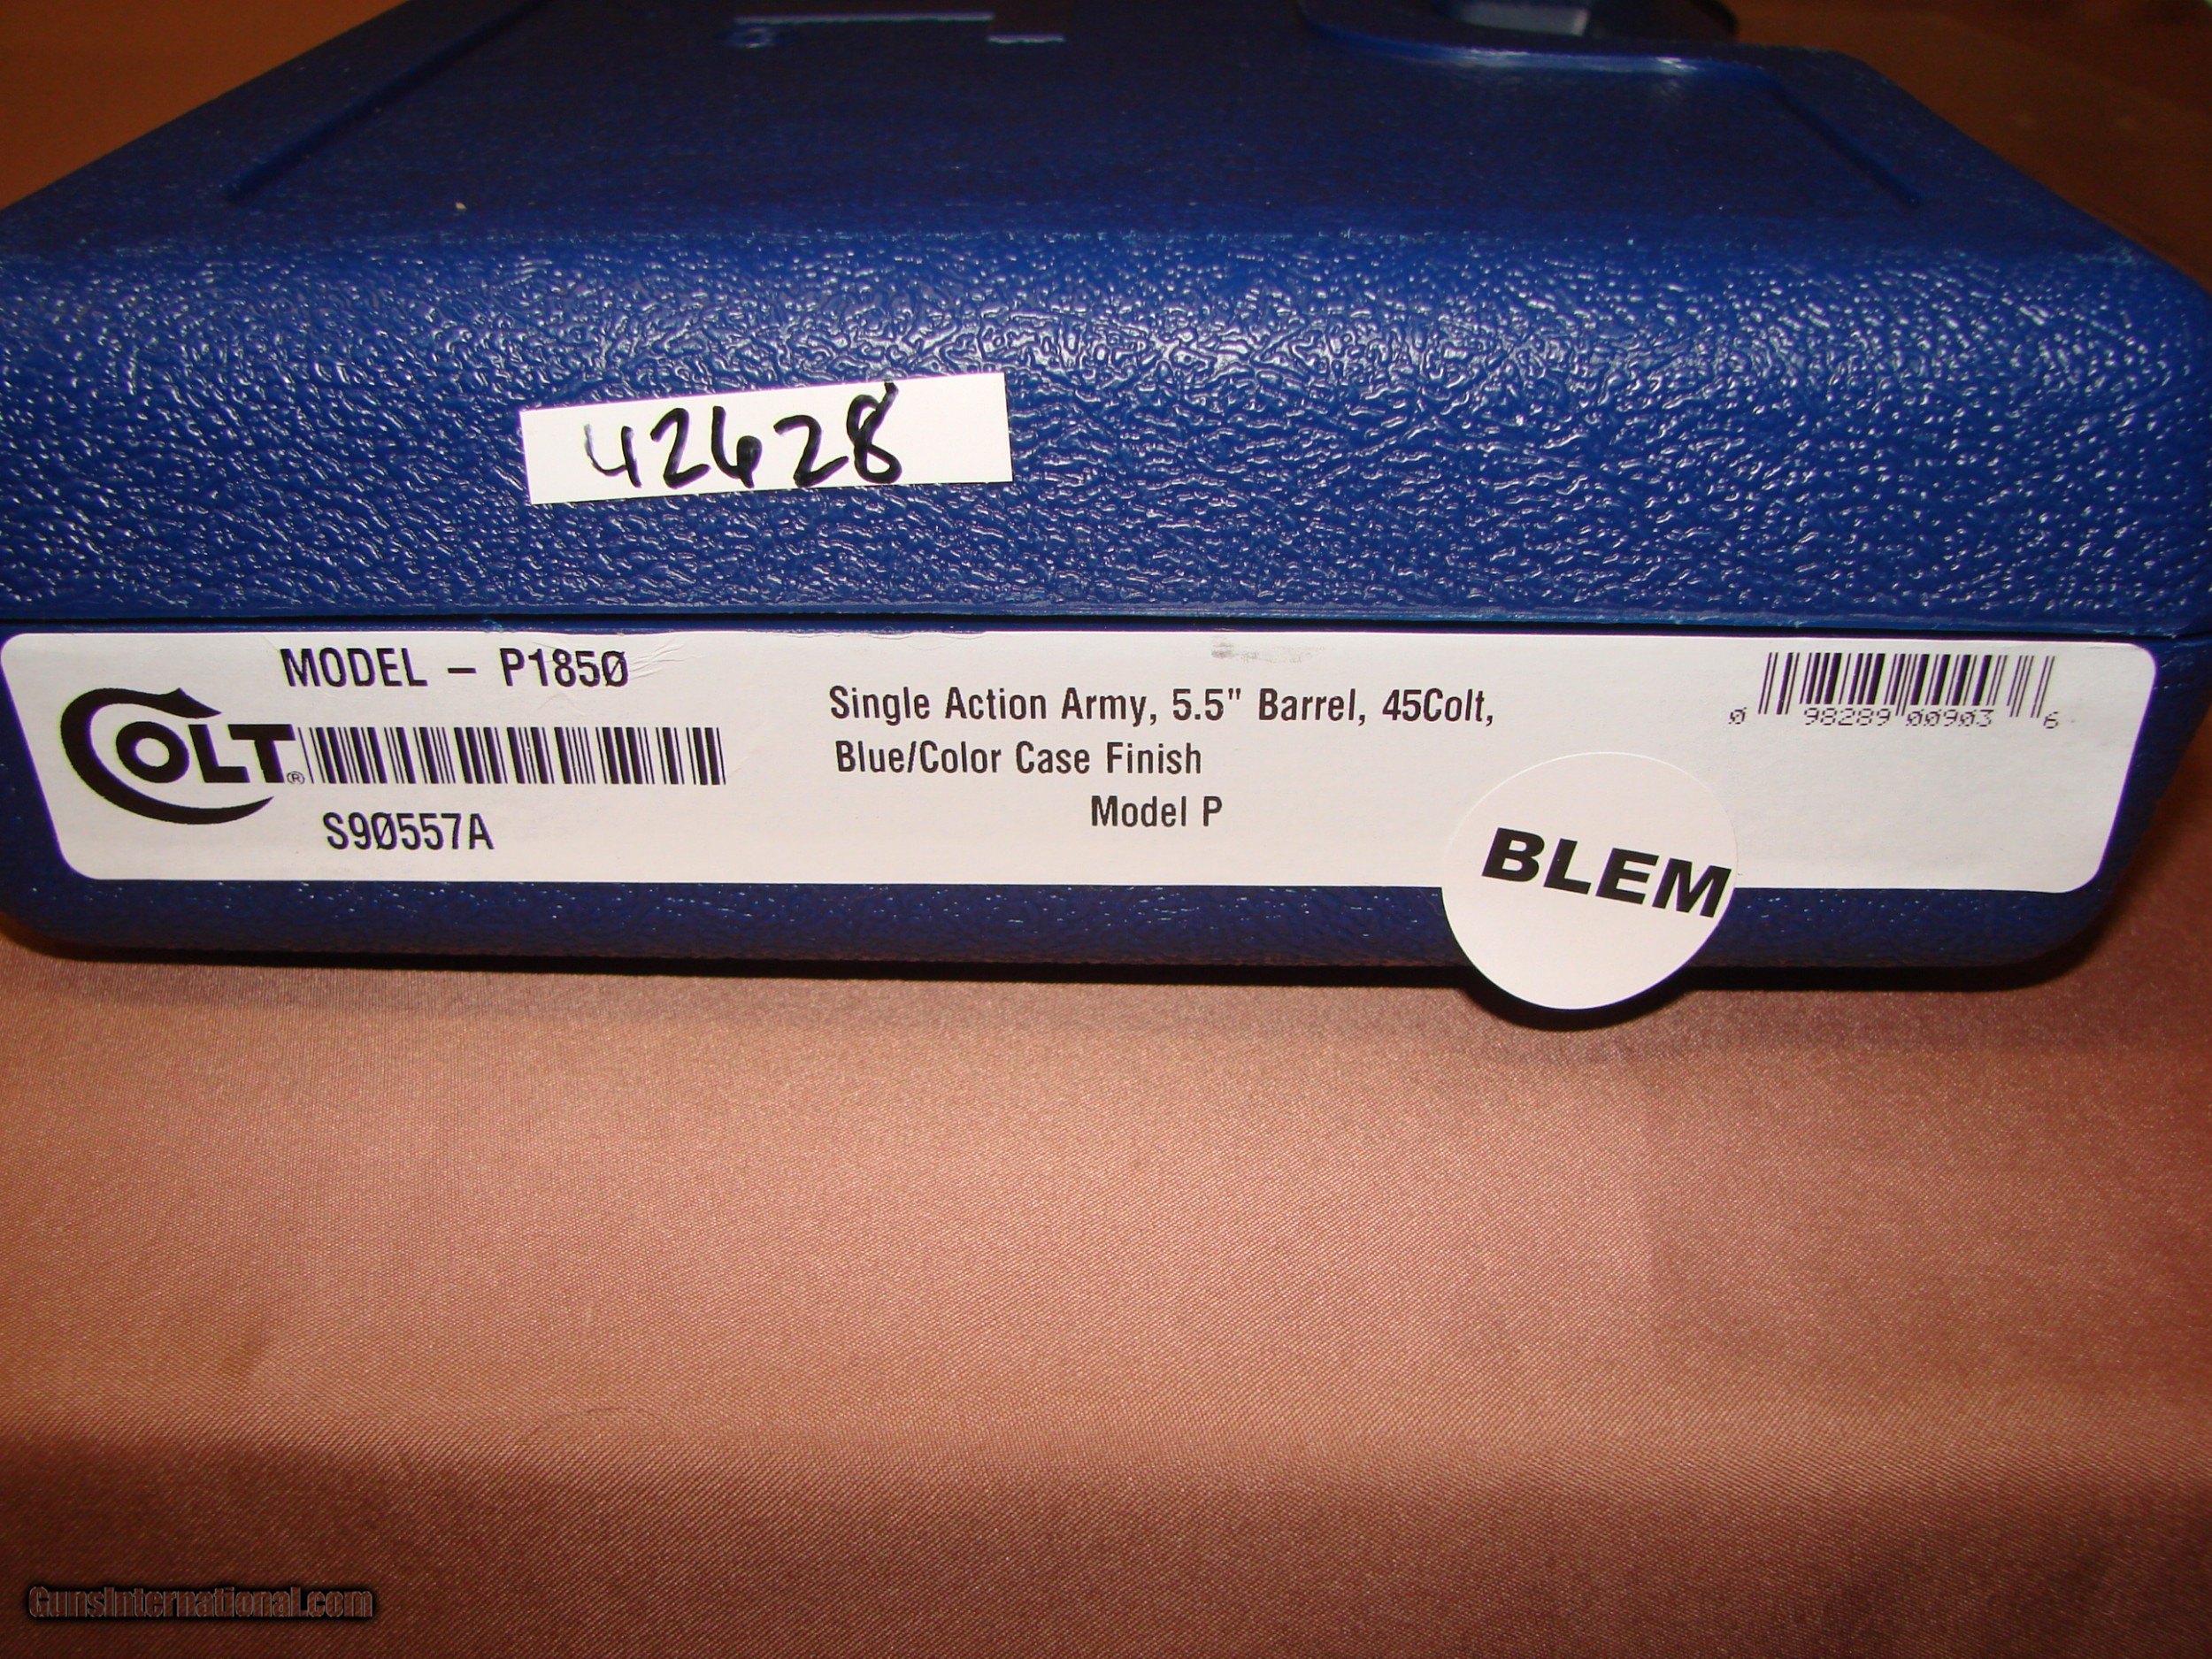 42628
MODEL – P1850
COLT®
S90557A
Single Action Army, 5.5" Barrel, 45Colt,
Blue/Color Case Finish
Model P
0 98289 00903 6
BLEM
GunsInternational.com